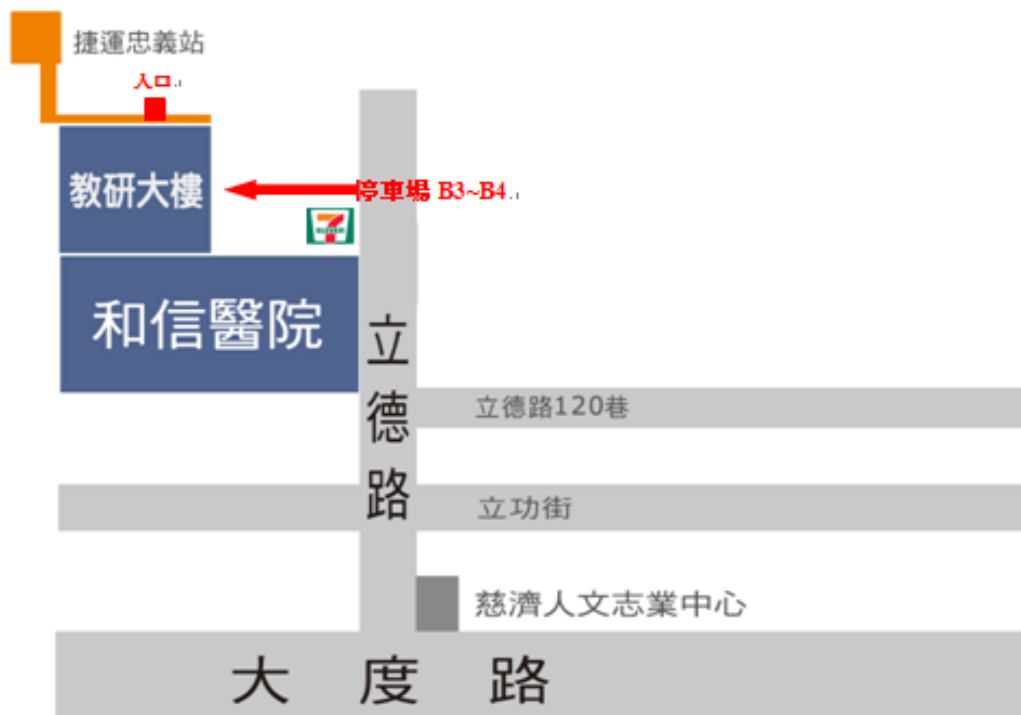 捷運忠義站
入口
教研大樓
停車場 B3~B4
7
ELEVEN
和信醫院
立德路
立德路120巷
立功街
慈濟人文志業中心
大度路